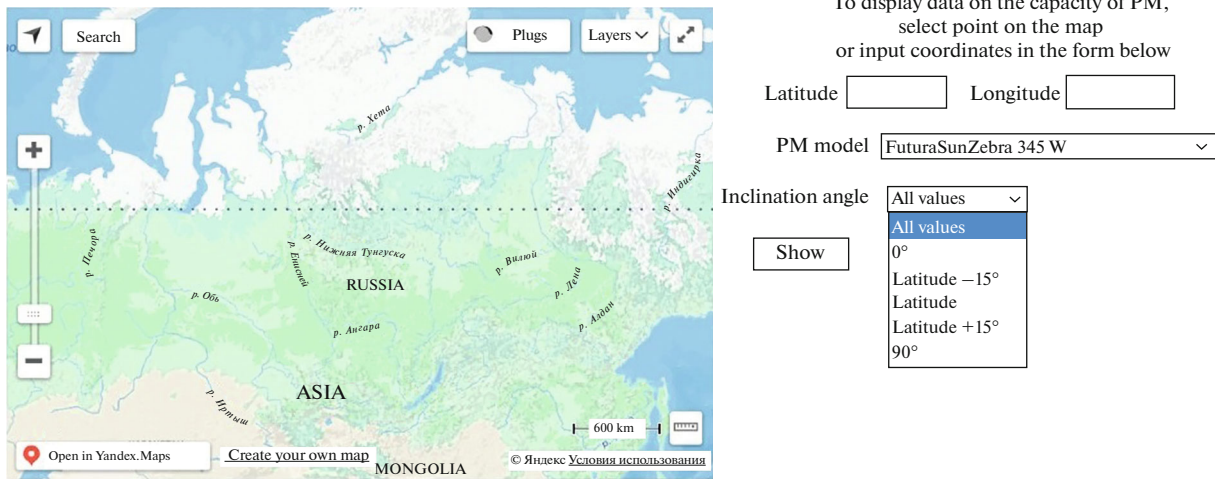 Search
Plugs
Layers
р. Хета
р. Индигирка
р. Печора
р. Енисей
р. Нижняя Тунгуска
р. Вилюй
р. Лена
RUSSIA
р. Обь
р. Алдан
р. Ангара
ASIA
р. Иртыш
600 km
Open in Yandex.Maps
Create your own map
MONGOLIA
© Яндекс Условия использования
To display data on the capacity of PM,
select point on the map
or input coordinates in the form below
Latitude
Longitude
PM model
FuturaSunZebra 345 W
Inclination angle
All values
All values
0°
Latitude −15°
Latitude
Latitude +15°
90°
Show